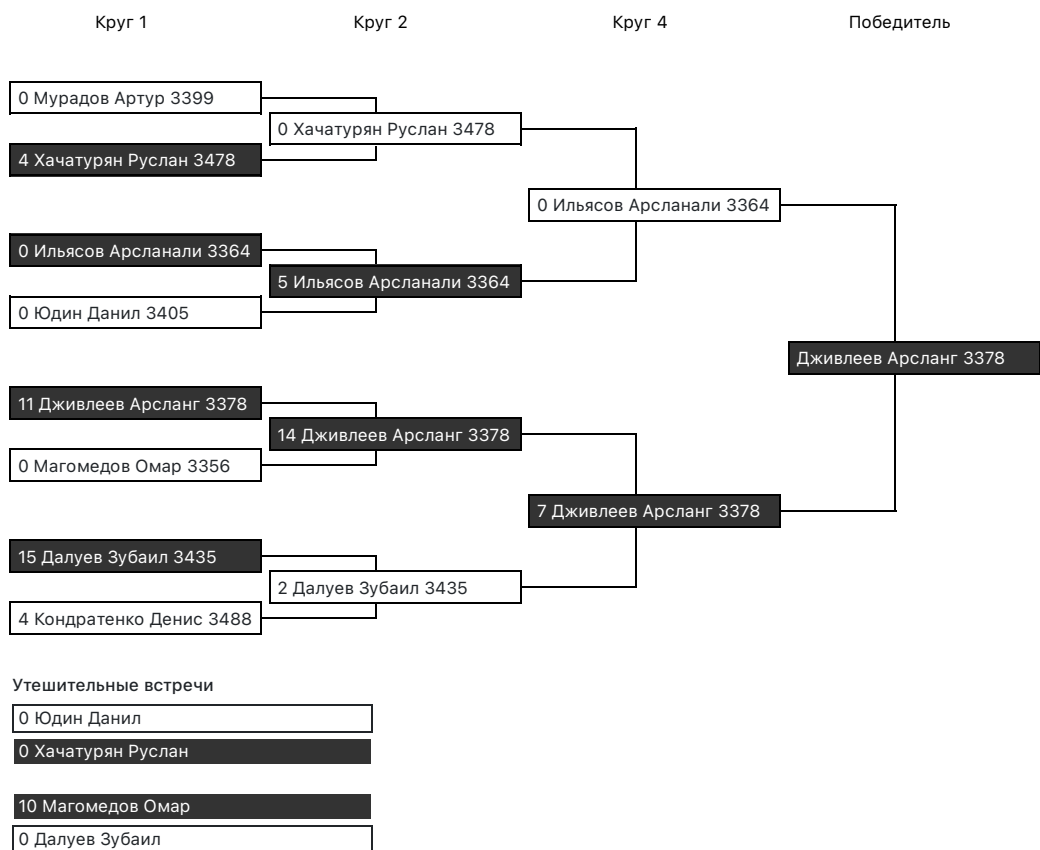 Круг 1 Круг 2 Круг 4 Победитель
0 Мурадов Артур 3399
0 Хачатурян Руслан 3478
4 Хачатурян Руслан 3478
0 Ильясов Арсланали 3364
0 Ильясов Арсланали 3364
5 Ильясов Арсланали 3364
0 Юдин Данил 3405
Дживлеев Арсланг 3378
11 Дживлеев Арсланг 3378
14 Дживлеев Арсланг 3378
0 Магомедов Омар 3356
7 Дживлеев Арсланг 3378
15 Далуев Зубаил 3435
2 Далуев Зубаил 3435
4 Кондратенко Денис 3488
Утешительные встречи
0 Юдин Данил
0 Хачатурян Руслан
10 Магомедов Омар
0 Далуев Зубаил